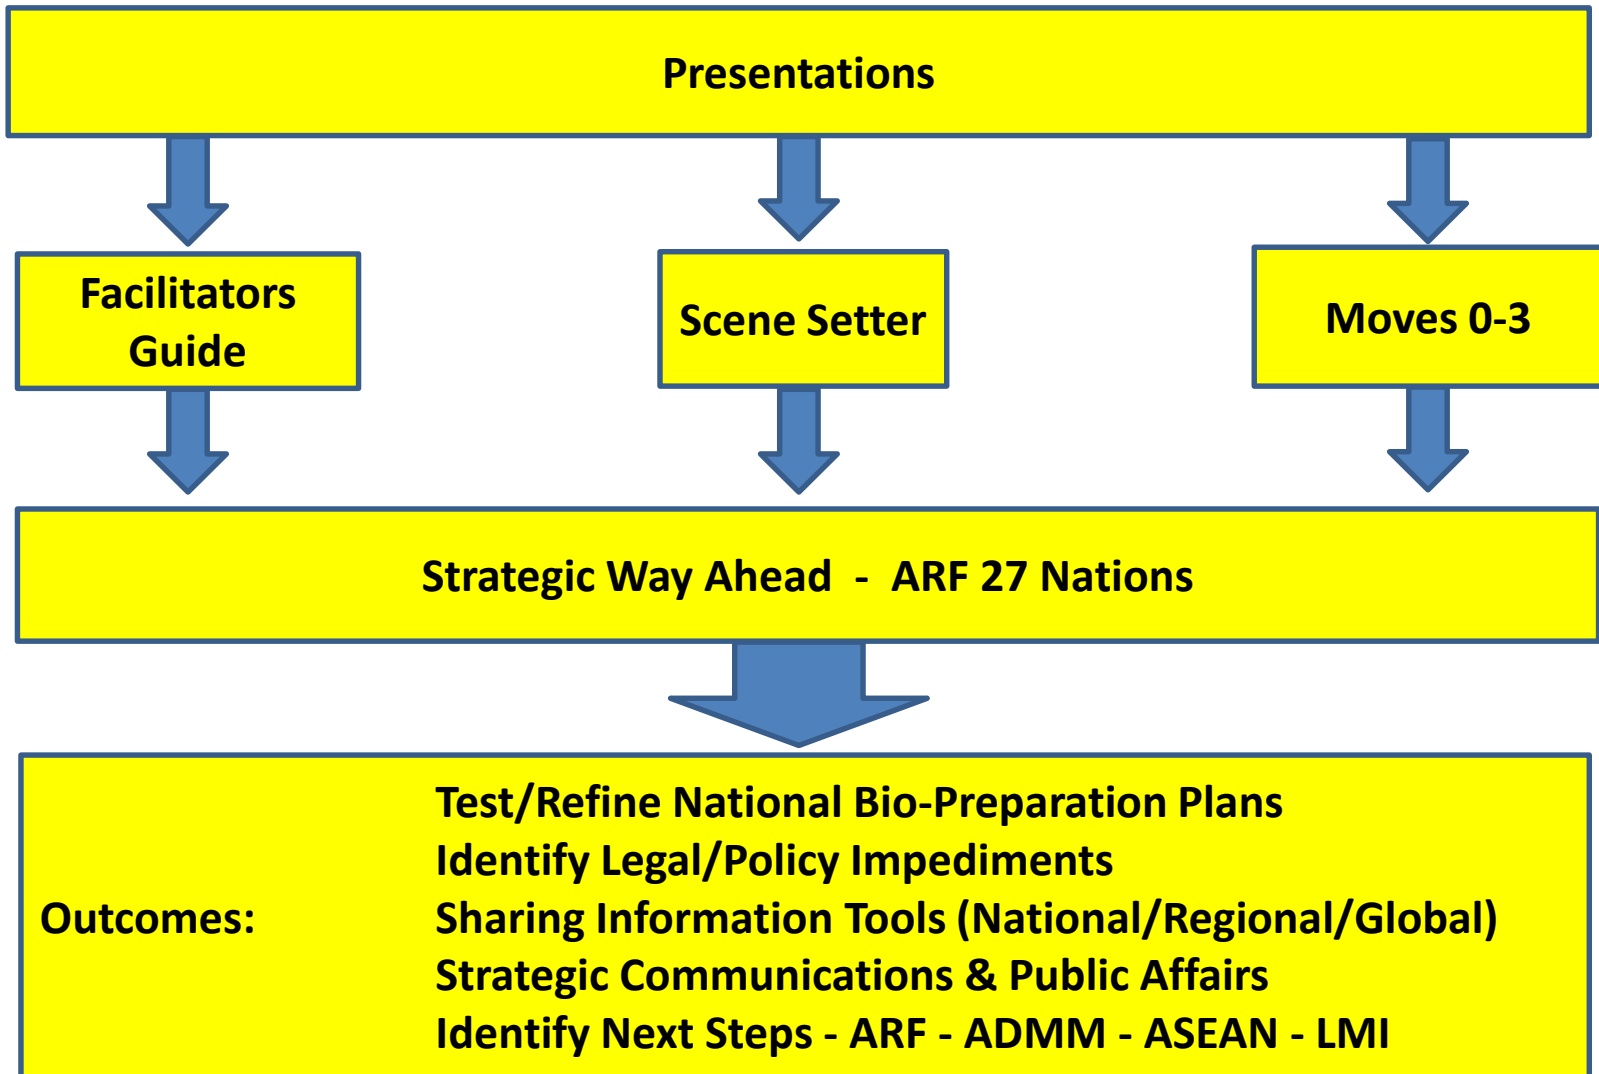 Presentations
Facilitators
Guide
Scene Setter
Moves 0-3
Strategic Way Ahead - ARF 27 Nations
Outcomes:
Test/Refine National Bio-Preparation Plans
Identify Legal/Policy Impediments
Sharing Information Tools (National/Regional/Global)
Strategic Communications & Public Affairs
Identify Next Steps - ARF - ADMM - ASEAN - LMI